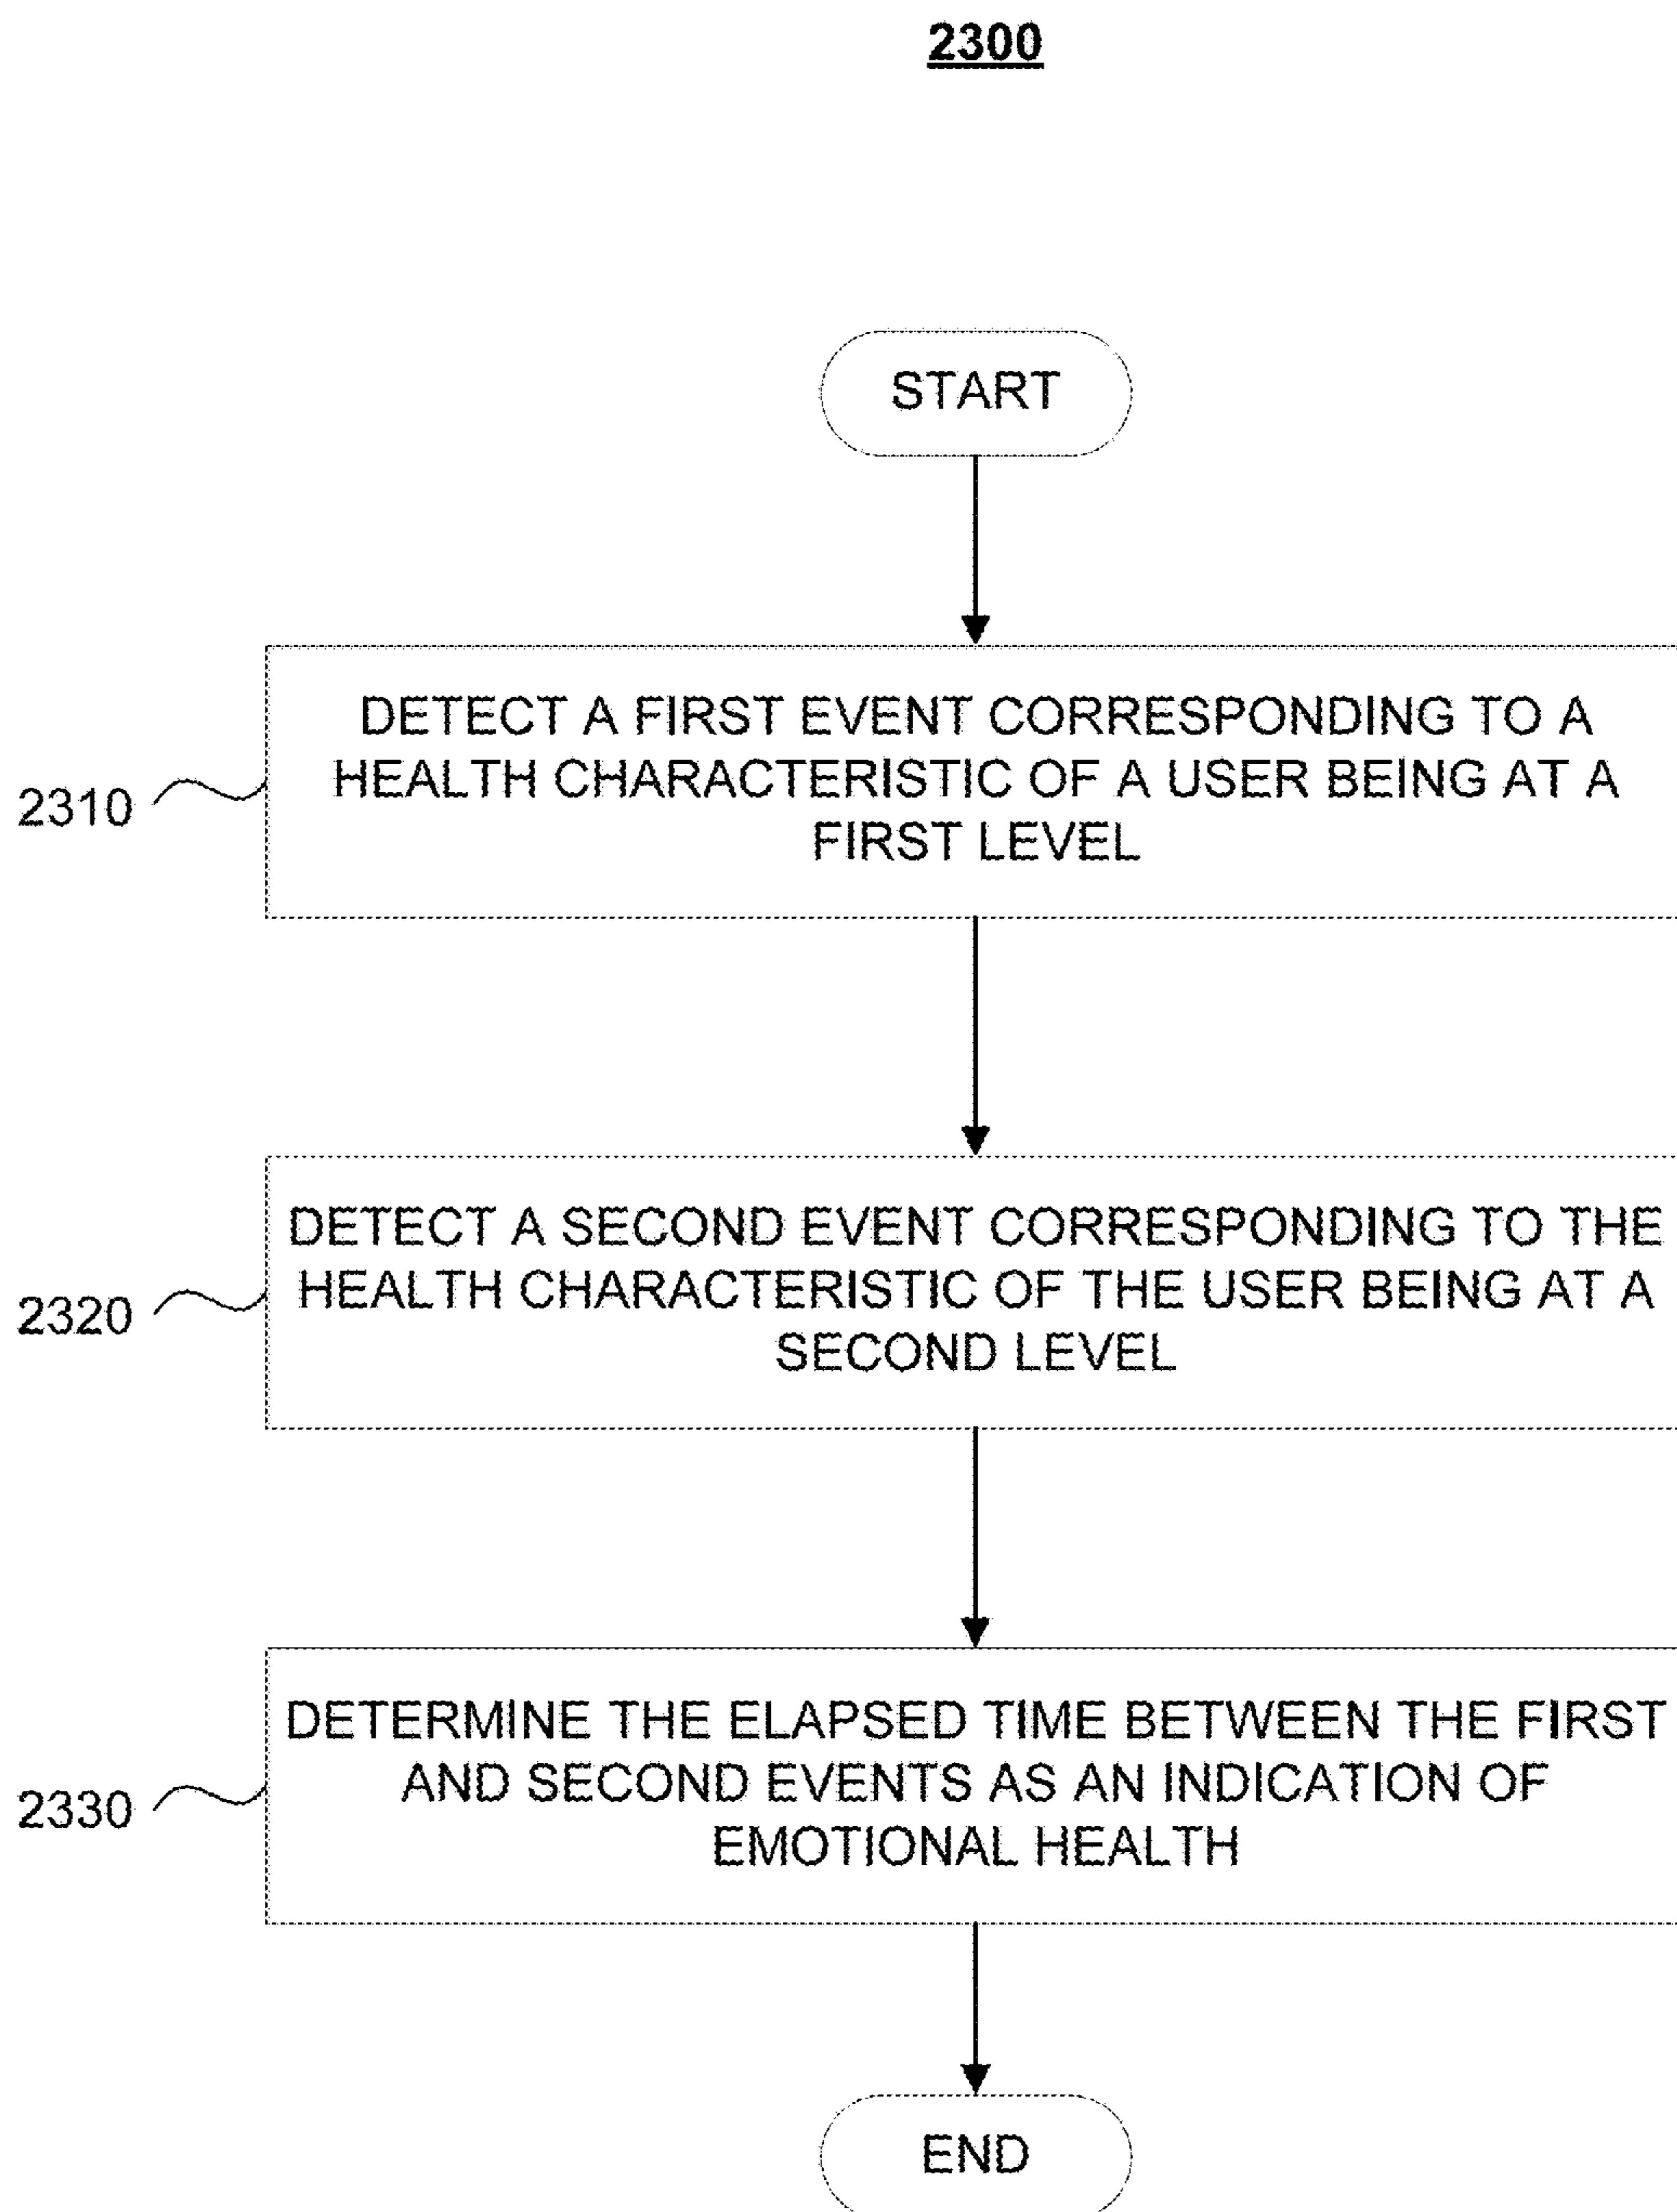 2300
START
DETECT A FIRST EVENT CORRESPONDING TO A
HEALTH CHARACTERISTIC OF A USER BEING AT A
FIRST LEVEL
2310
DETECT A SECOND EVENT CORRESPONDING TO THE
HEALTH CHARACTERISTIC OF THE USER BEING AT A
SECOND LEVEL
2320
DETERMINE THE ELAPSED TIME BETWEEN THE FIRST
AND SECOND EVENTS AS AN INDICATION OF
EMOTIONAL HEALTH
2330
END